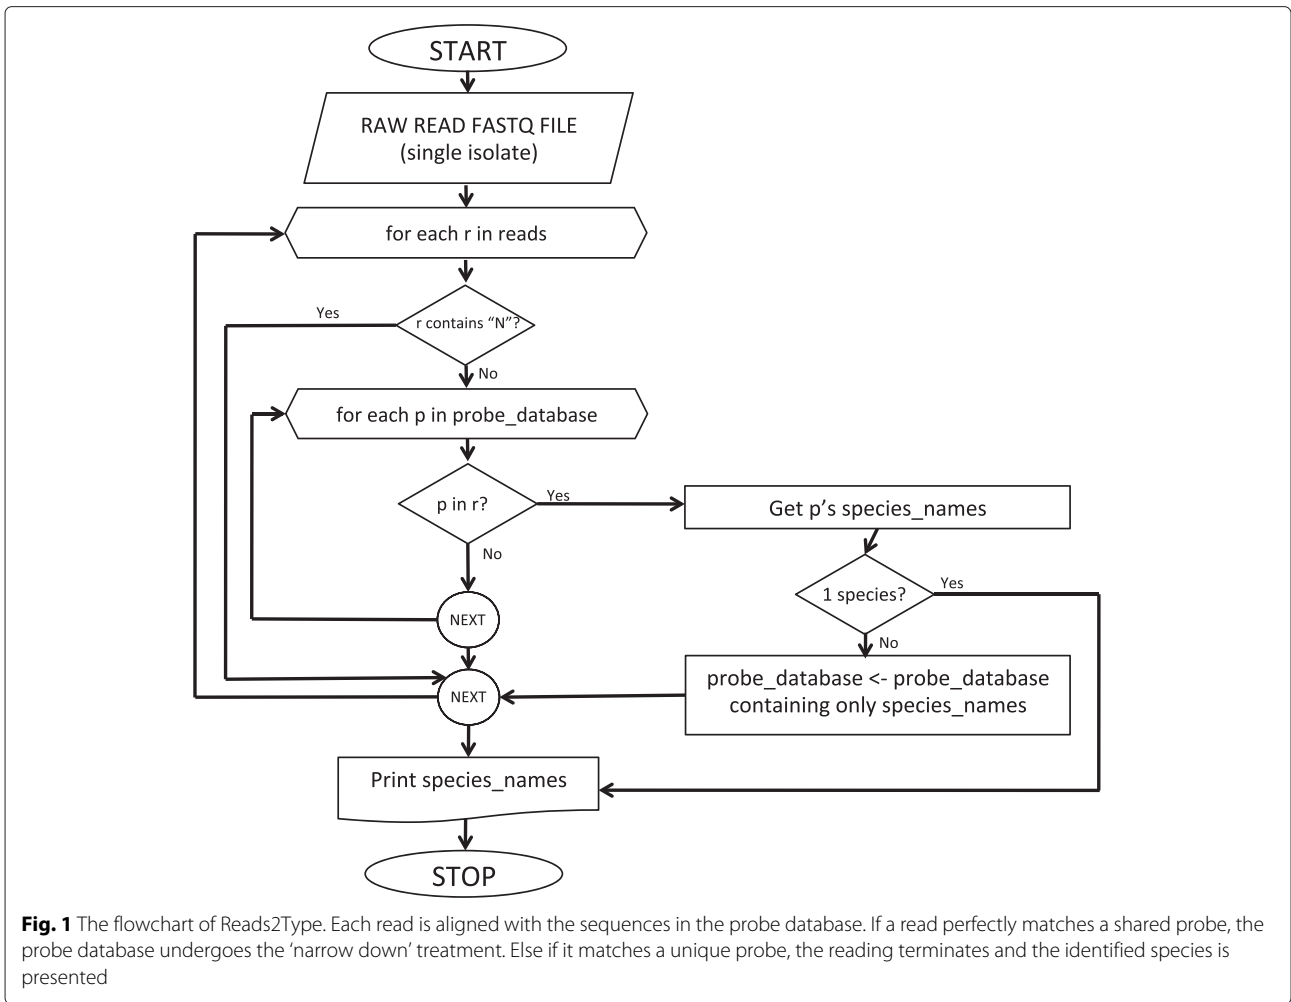 START
RAW READ FASTQ FILE
(single isolate)
for each r in reads
Yes
r contains “N”?
No
for each p in probe_database
p in r?
Yes
Get p’s species_names
No
1 species?
Yes
NEXT
No
probe_database <- probe_database
containing only species_names
NEXT
Print species_names
STOP
Fig. 1 The flowchart of Reads2Type. Each read is aligned with the sequences in the probe database. If a read perfectly matches a shared probe, the
probe database undergoes the ‘narrow down’ treatment. Else if it matches a unique probe, the reading terminates and the identified species is
presented